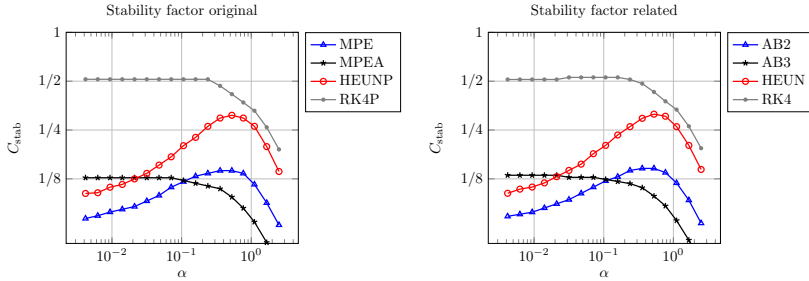 Stability factor original
1
1/2
1/4
1/8
C_stab
10^-2
10^-1
10^0
α
MPE
MPEA
HEUNP
RK4P
Stability factor related
1
1/2
1/4
1/8
C_stab
10^-2
10^-1
10^0
α
AB2
AB3
HEUN
RK4